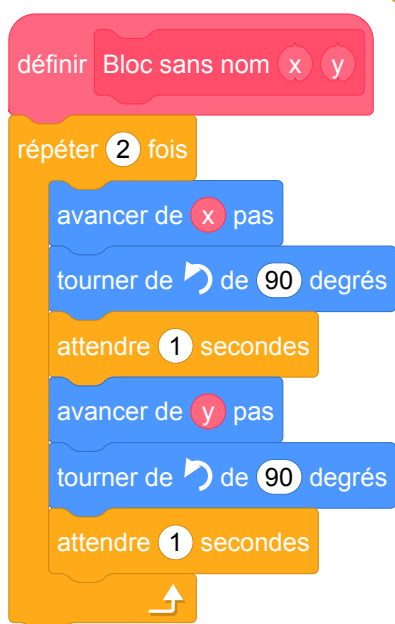 définir Bloc sans nom x y
répéter 2 fois
avancer de x pas
tourner de de 90 degrés
attendre 1 secondes
avancer de y pas
tourner de de 90 degrés
attendre 1 secondes